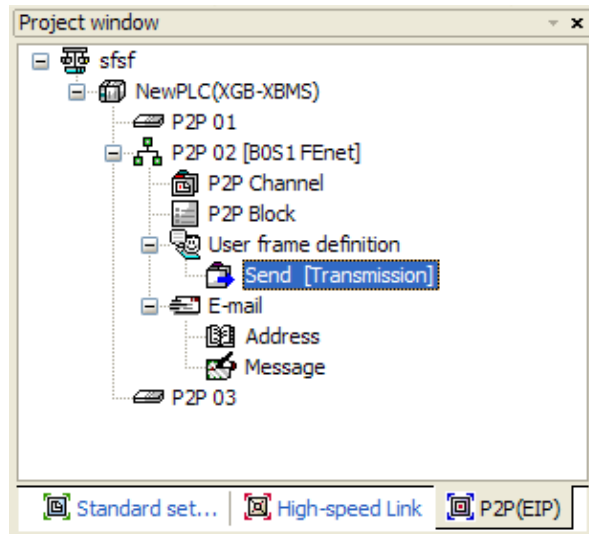 Project window
sfsf
NewPLC(XGB-XBMS)
P2P 01
P2P 02 [B0S1 FEnet]
P2P Channel
P2P Block
User frame definition
Send [Transmission]
E-mail
Address
Message
P2P 03
Standard set... High-speed Link P2P(EIP)